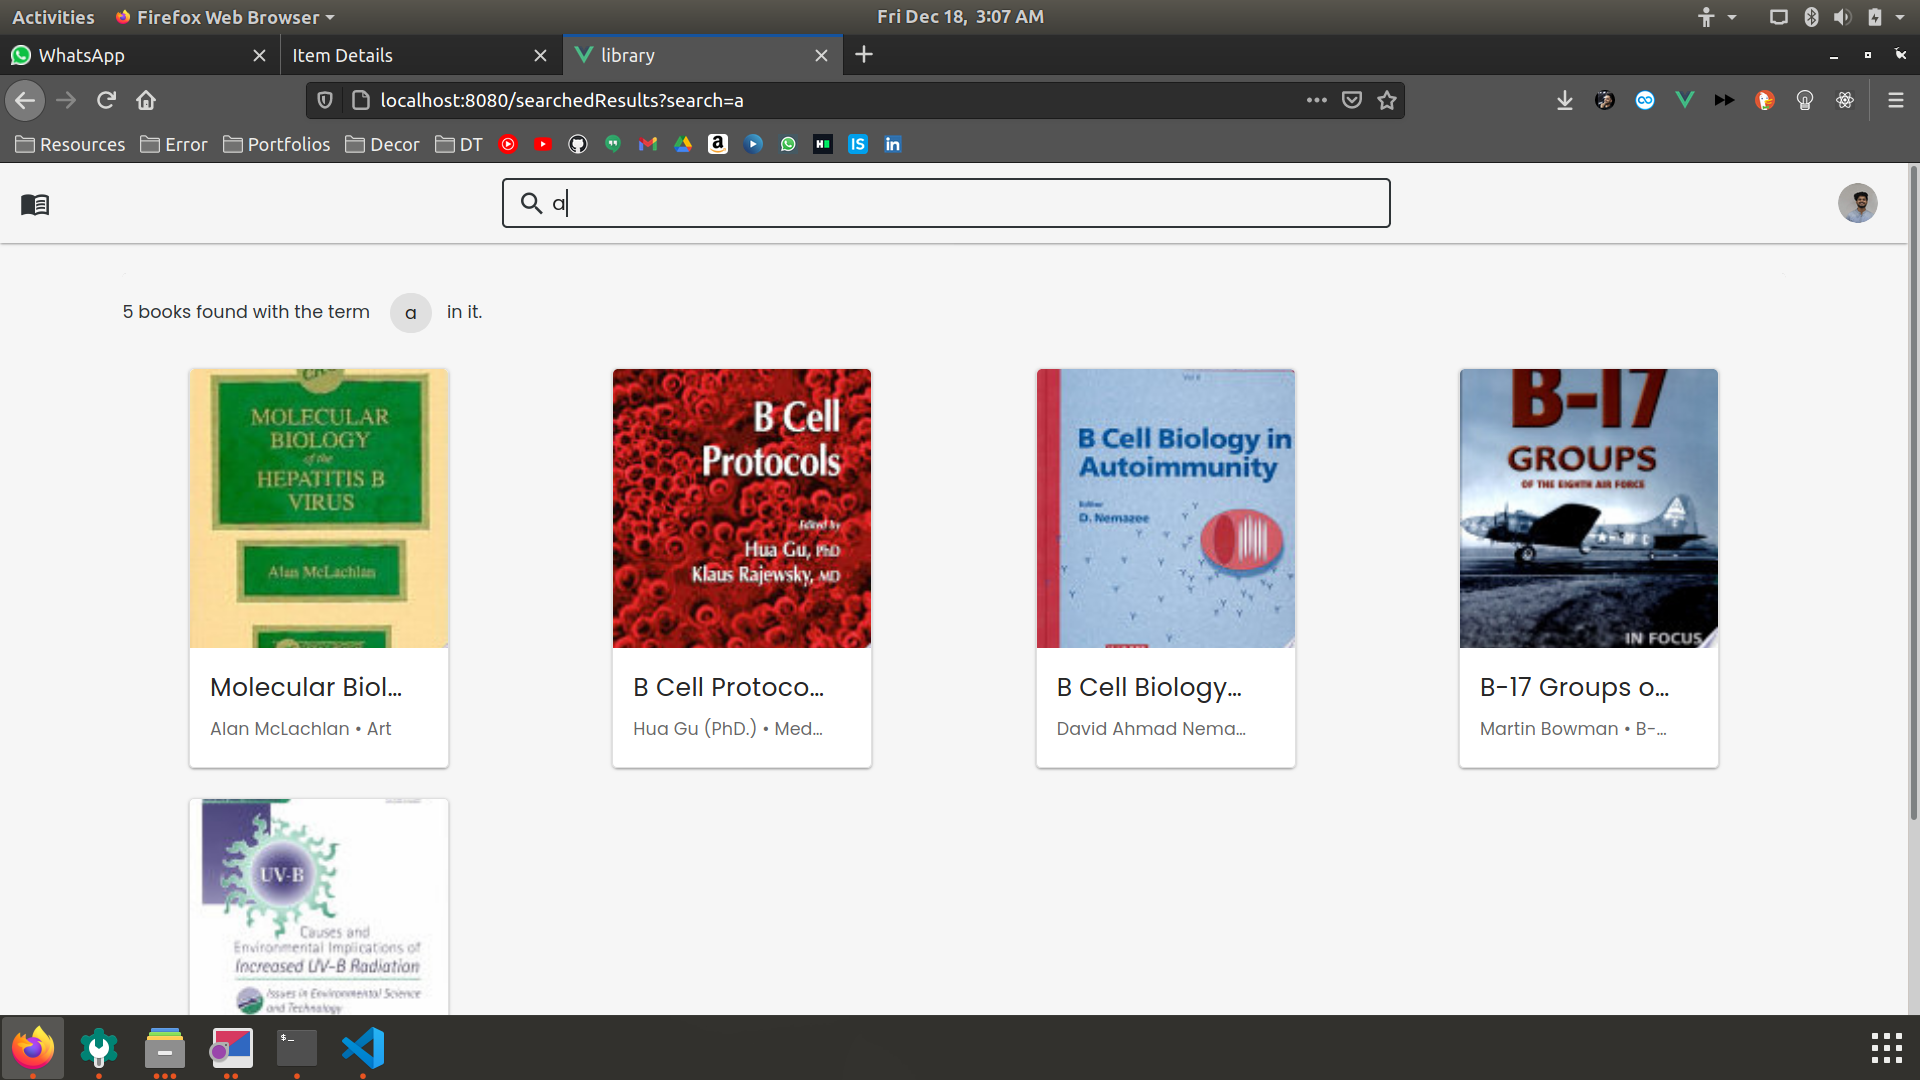 Activities
Firefox Web Browser
Fri Dec 18, 3:07 AM
WhatsApp
Item Details
library
localhost:8080/searchedResults?search=a
Resources
Error
Portfolios
Decor
DT
a
5 books found with the term a in it.
MOLECULAR
BIOLOGY
of the
HEPATITIS B
VIRUS
Alan McLachlan
B Cell
Protocols
Edited by
Hua Gu, PhD
Klaus Rajewsky, MD
Vol 8
B Cell Biology in
Autoimmunity
Editor
D. Nemazee
B-17
GROUPS
OF THE EIGHTH AIR FORCE
IN FOCUS
Molecular Biol...
Alan McLachlan • Art
B Cell Protoco...
Hua Gu (PhD.) • Med...
B Cell Biology...
David Ahmad Nema...
B-17 Groups o...
Martin Bowman • B-...
UV-B
Causes and
Environmental Implications of
Increased UV-B Radiation
Issues in Environmental Science
and Technology